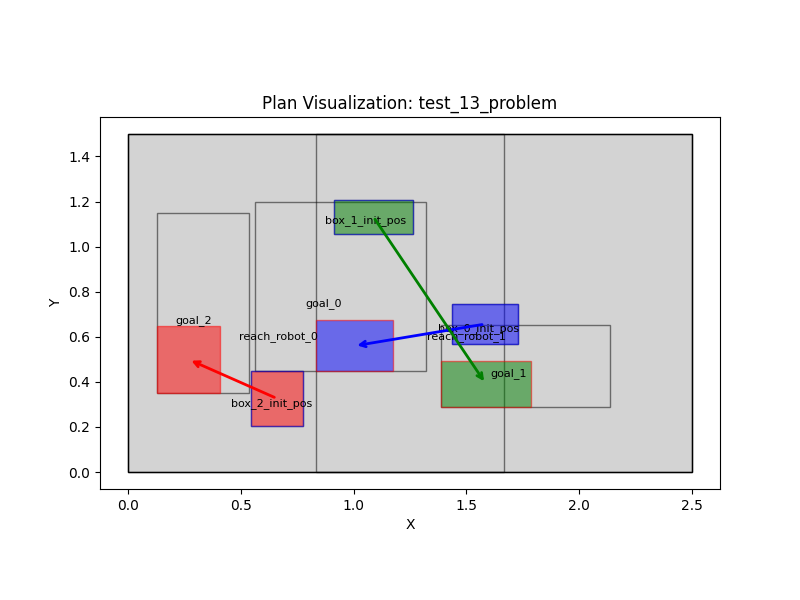 Plan Visualization: test_13_problem
1.4
1.2
1.0
0.8
0.6
0.4
0.2
0.0
Y
box_1_init_pos
goal_0
goal_2
box_0_init_pos
reach_robot_0
reach_robot_1
goal_1
box_2_init_pos
0.0 0.5 1.0 1.5 2.0 2.5
X